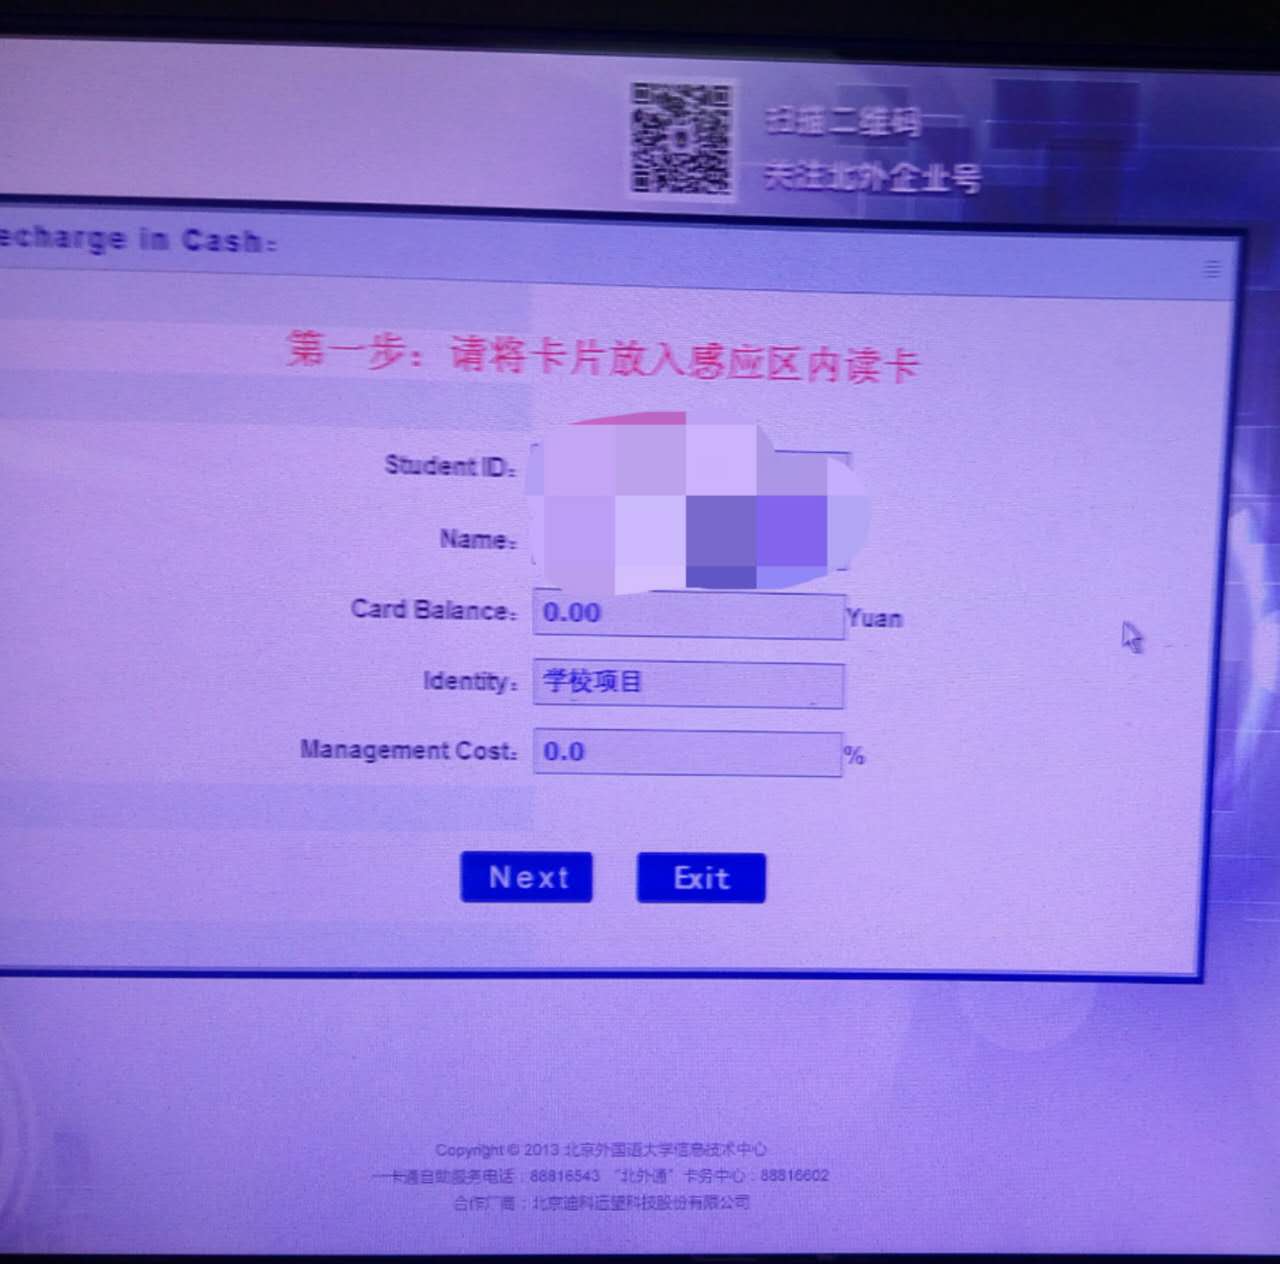 扫描二维码
关注北外企业号
echarge in Cash:
第一步：请将卡片放入感应区内读卡
Student ID:
Name:
Card Balance: 0.00 Yuan
Identity: 学校项目
Management Cost: 0.0 %
Next Exit
Copyright © 2013 北京外国语大学信息技术中心
一卡通自助服务电话：88816543 “北外通”卡务中心：88816602
合作厂商：北京迪科远望科技股份有限公司